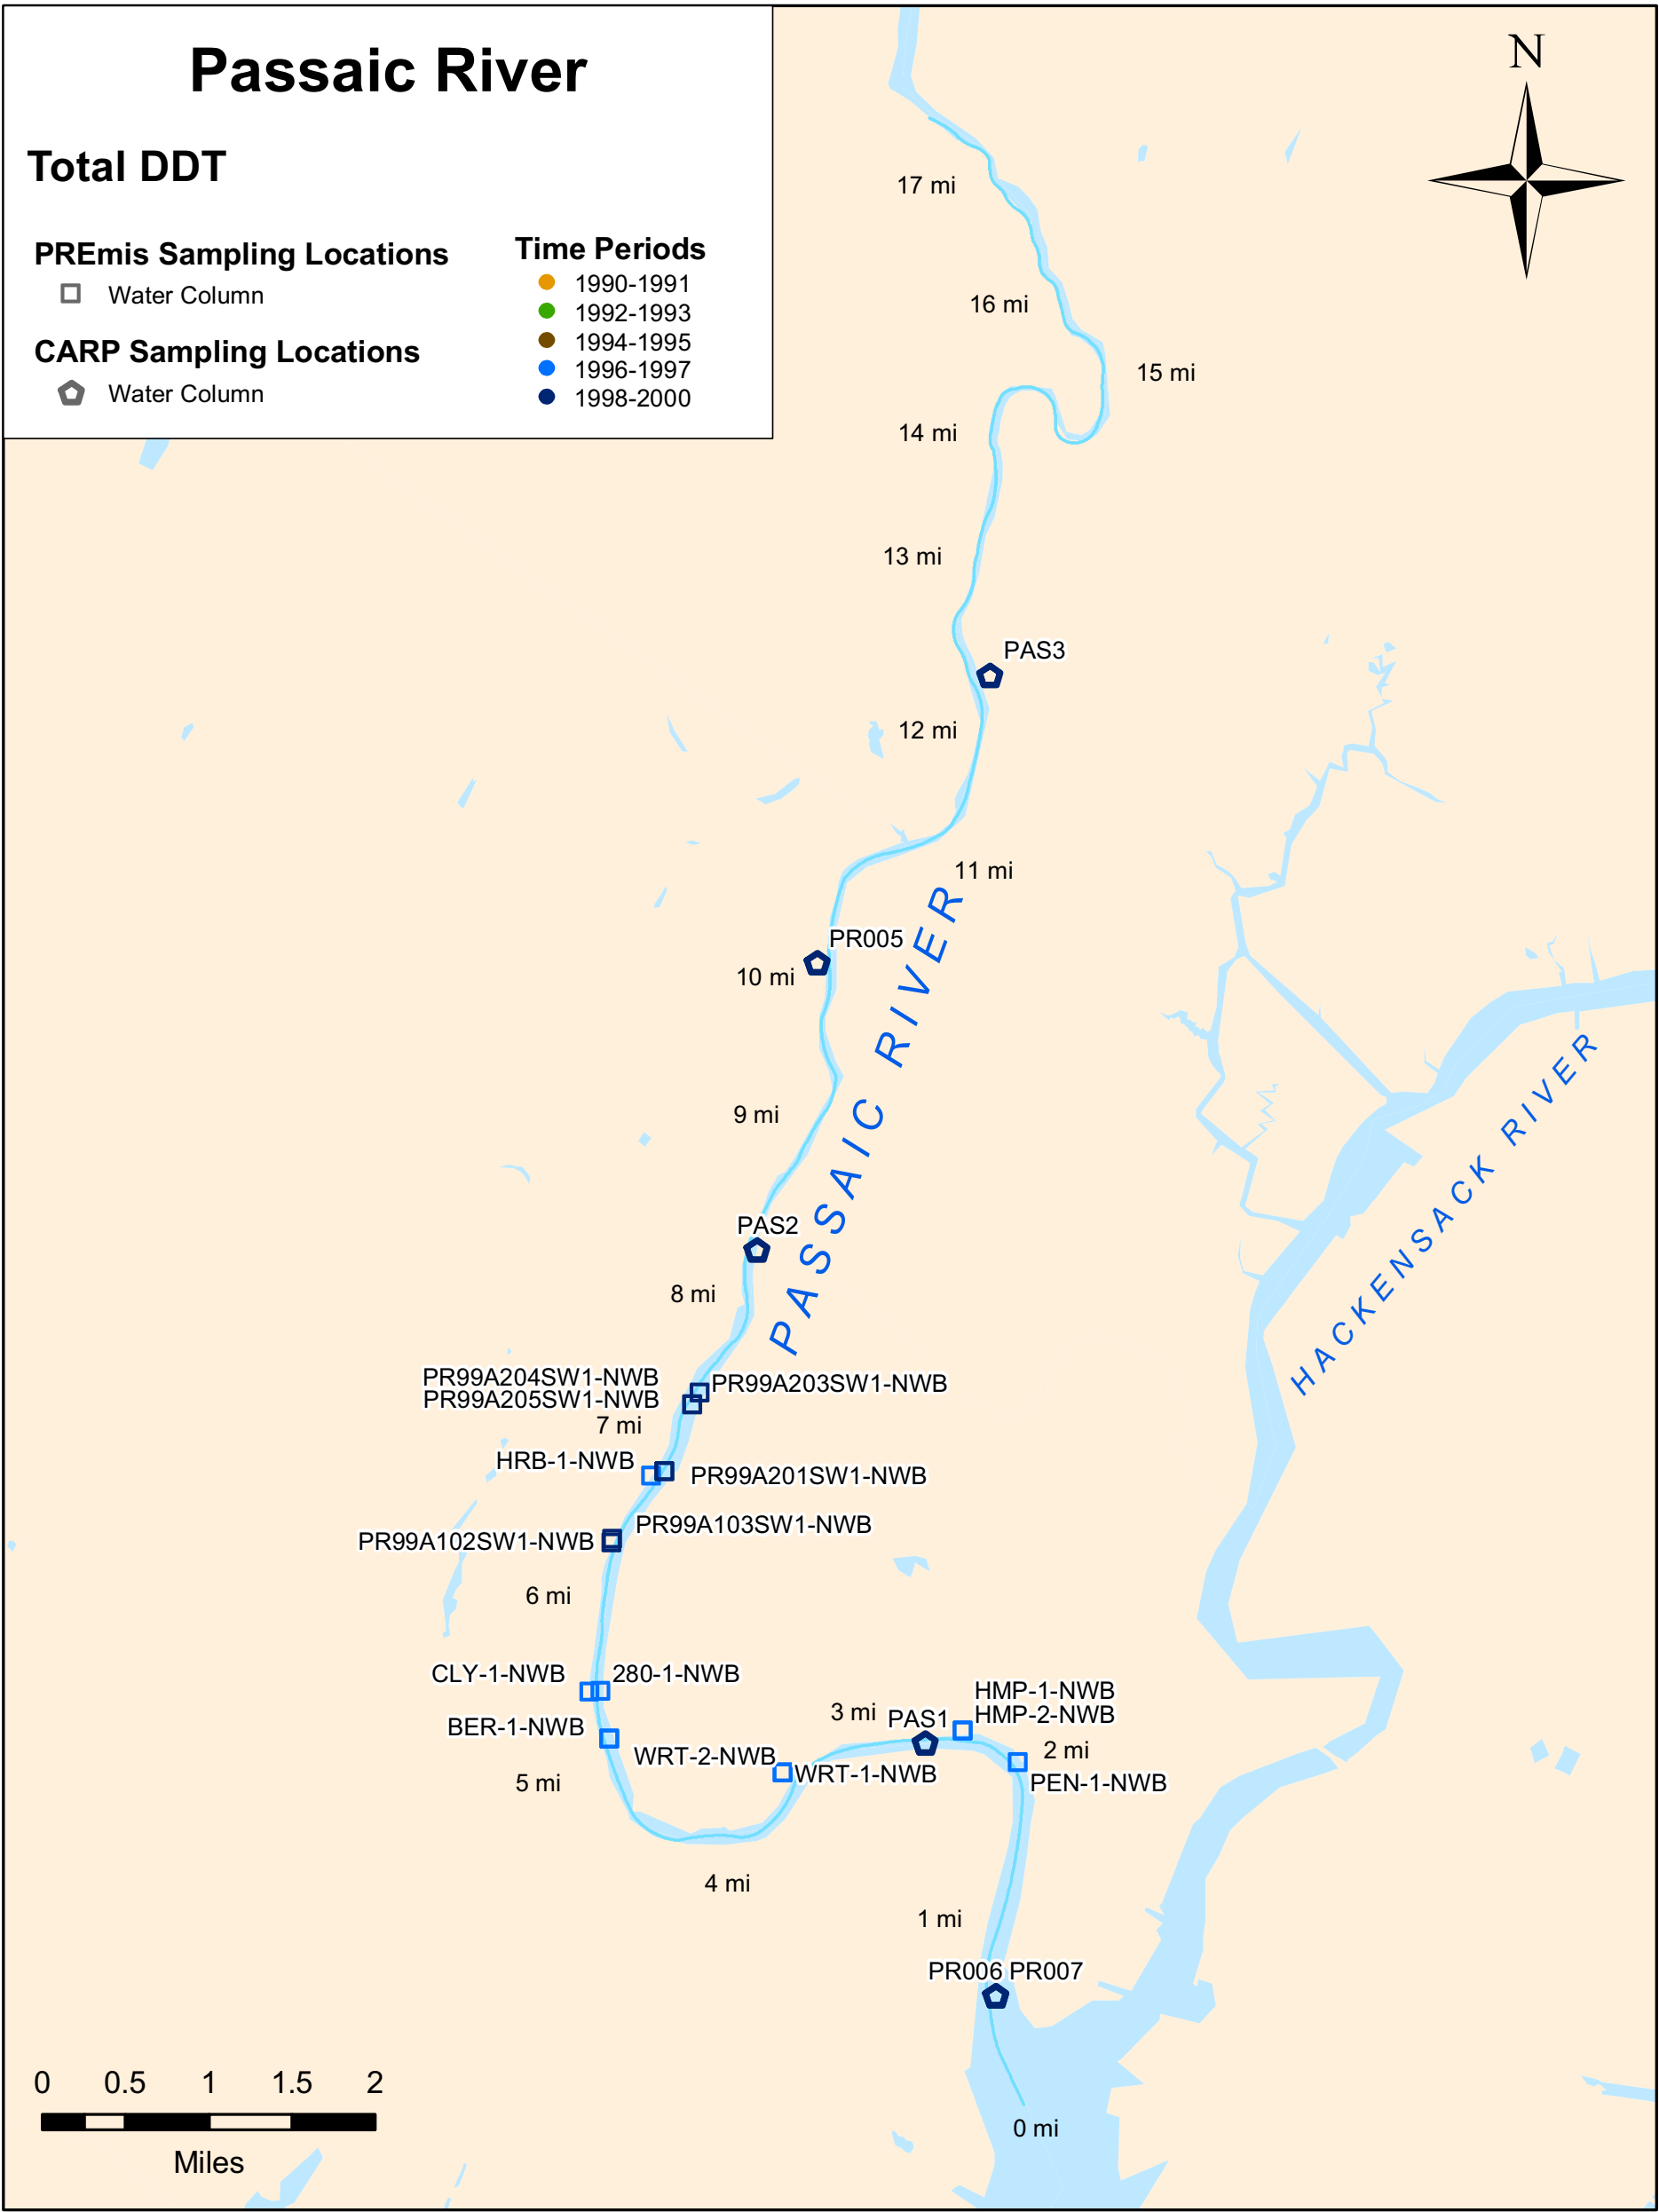 Passaic River
Total DDT
PREmis Sampling Locations
Water Column
CARP Sampling Locations
Water Column
Time Periods
1990-1991
1992-1993
1994-1995
1996-1997
1998-2000
N
17 mi
16 mi
15 mi
14 mi
13 mi
PAS3
12 mi
11 mi
PR005
10 mi
PASSAIC RIVER
HACKENSACK RIVER
9 mi
PAS2
8 mi
PR99A204SW1-NWB
PR99A203SW1-NWB
PR99A205SW1-NWB
7 mi
HRB-1-NWB
PR99A201SW1-NWB
PR99A103SW1-NWB
PR99A102SW1-NWB
6 mi
CLY-1-NWB
280-1-NWB
HMP-1-NWB
3 mi
PAS1
HMP-2-NWB
BER-1-NWB
WRT-2-NWB
2 mi
WRT-1-NWB
5 mi
PEN-1-NWB
4 mi
1 mi
PR006 PR007
0 mi
0 0.5 1 1.5 2
Miles